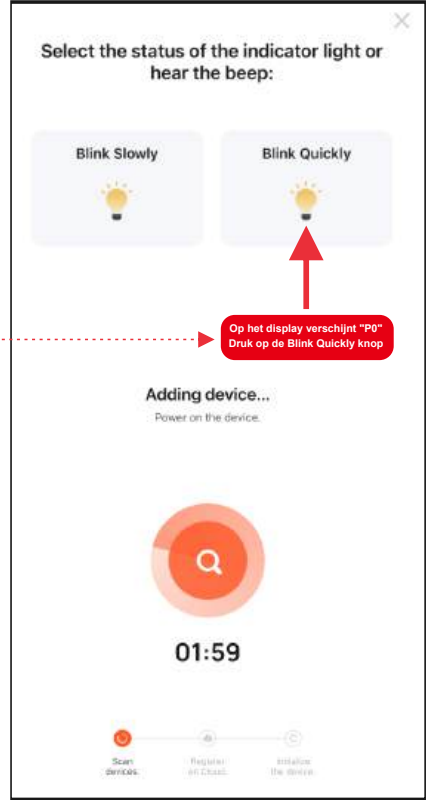 Select the status of the indicator light or
hear the beep:
Blink Slowly
Blink Quickly
Op het display verschijnt "P0"
Druk op de Blink Quickly knop
Adding device...
Power on the device.
01:59
Scan
devices.
Register
on Cloud.
Initialize
the device.